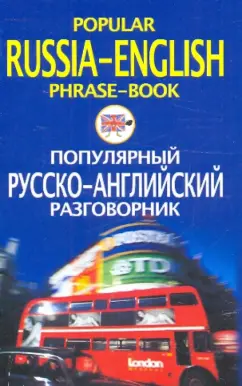 POPULAR
RUSSIA-ENGLISH
PHRASE-BOOK
ПОПУЛЯРНЫЙ
РУССКО-АНГЛИЙСКИЙ
РАЗГОВОРНИК
London